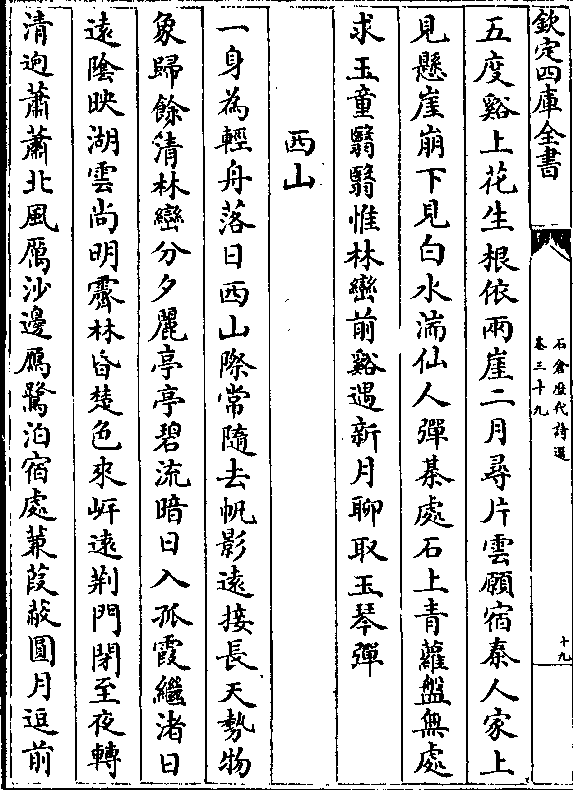 欽定四庫全書
石倉歷代詩選
卷三十九
十九
五度谿上花生根依兩崖二月尋片雲願宿秦人家上
見懸崖崩下見白水湍仙人彈棊處石上青蘿盤無處
求玉童翳翳惟林巒前谿遇新月聊取玉琴彈
西山
一身為輕舟落日西山際常隨去帆影遠接長天勢物
象歸餘清林巒分夕麗亭亭碧流暗日入孤霞繼渚日
遠陰映湖雲尚明霽林昏楚色來岸遠荆門閉至夜轉
清逈蕭蕭北風厲沙邊鴈鷺泊宿處蒹葭蔽圓月逗前